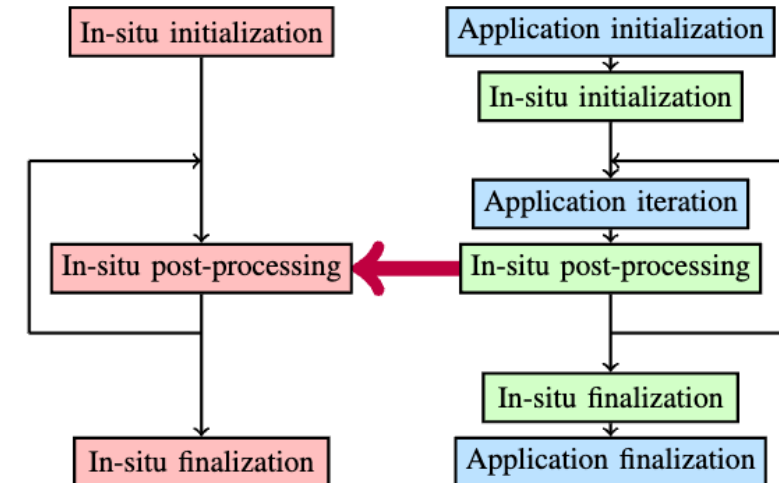 In-situ initialization
Application initialization
In-situ initialization
Application iteration
In-situ post-processing
In-situ post-processing
In-situ finalization
In-situ finalization
Application finalization